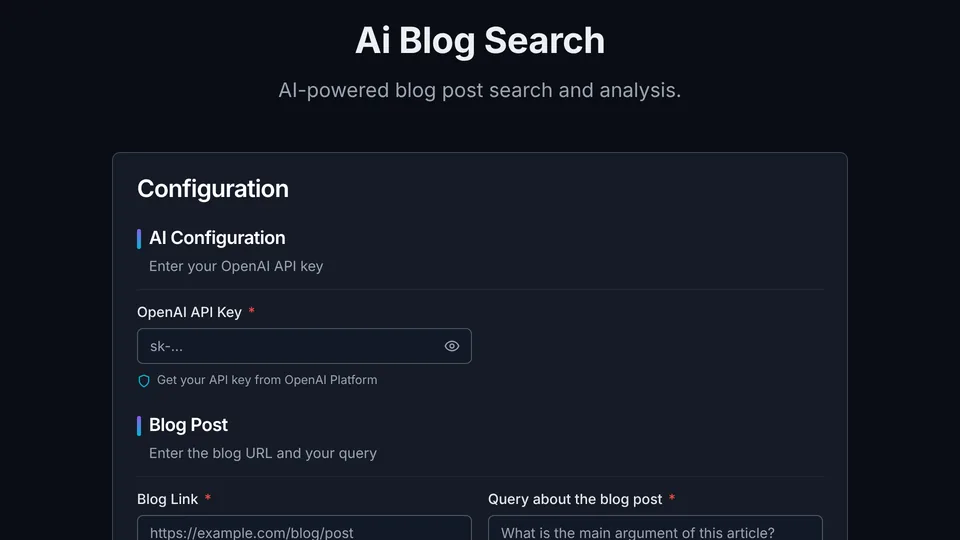 Ai Blog Search
AI-powered blog post search and analysis.
Configuration
AI Configuration
Enter your OpenAI API key
OpenAI API Key *
sk-...
Get your API key from OpenAI Platform
Blog Post
Enter the blog URL and your query
Blog Link *
https://example.com/blog/post
Query about the blog post *
What is the main argument of this article?